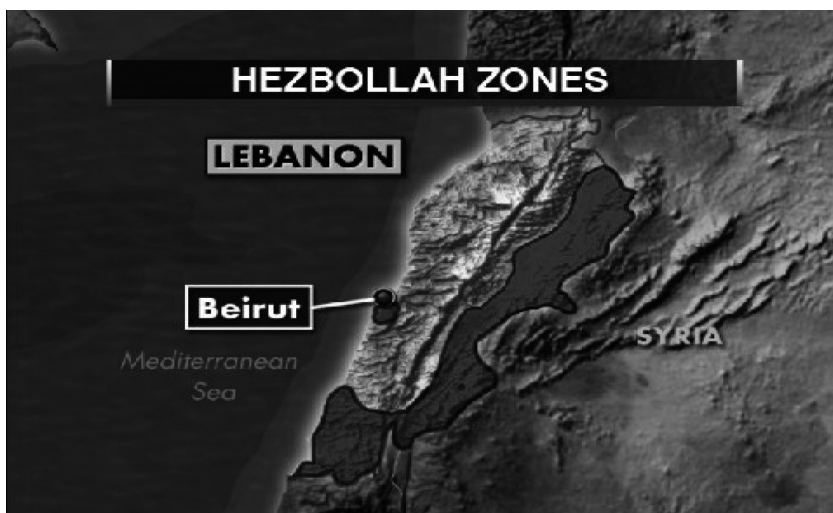 HEZBOLLAH ZONES
LEBANON
Beirut
Mediterranean
Sea
SYRIA